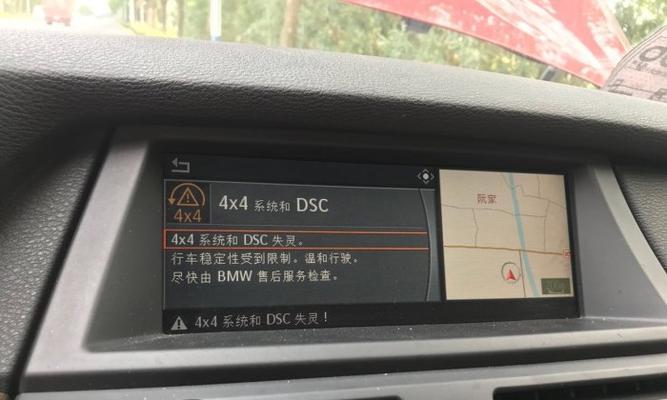 4x4 系统和 DSC
4x4
4x4 系统和 DSC 失灵。
行车稳定性受到限制。温和行驶。
尽快由 BMW 售后服务检查。
4x4 系统和 DSC 失灵！
阮家